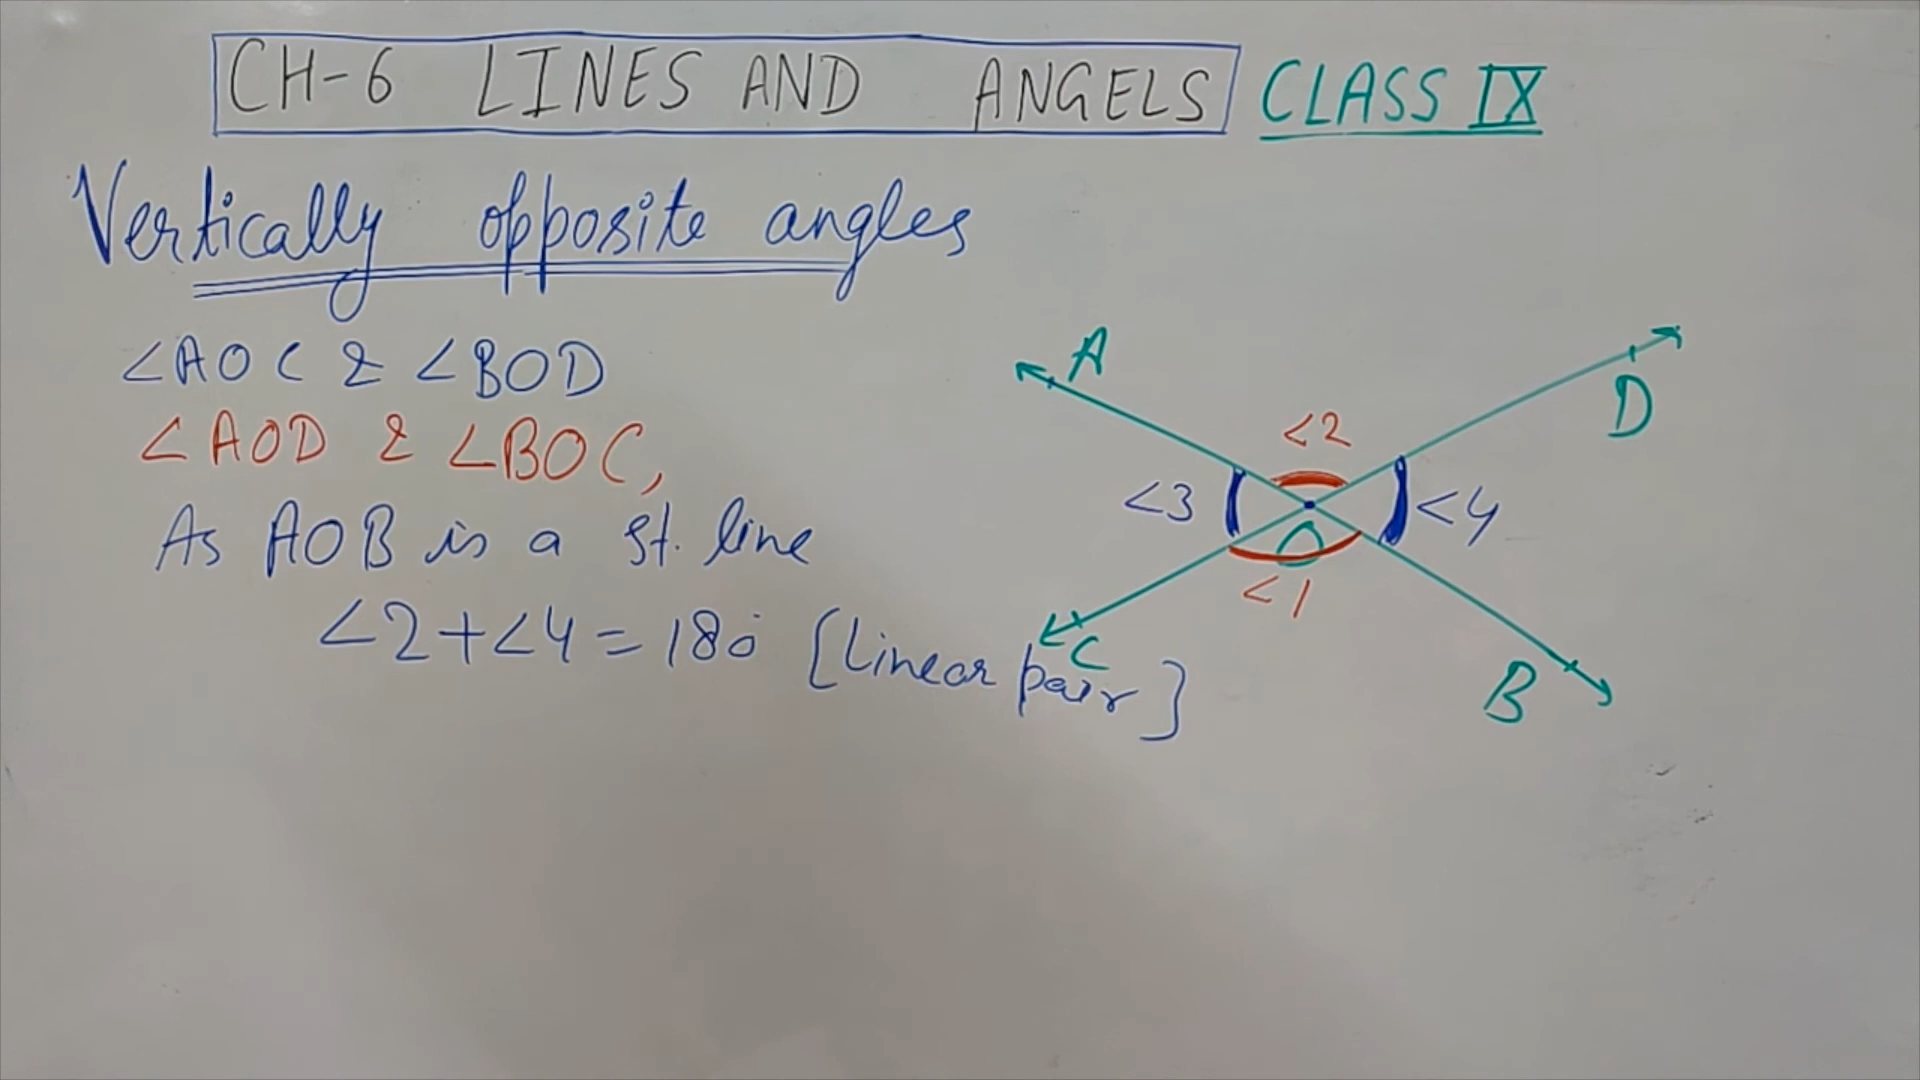 CH-6 LINES AND ANGELS CLASS IX
Vertically opposite angles
∠AOC & ∠BOD
∠AOD & ∠BOC,
As AOB is a st. line
∠2+∠4=180° [Linear pair]
A
D
∠2
∠3
∠4
O
∠1
C
B